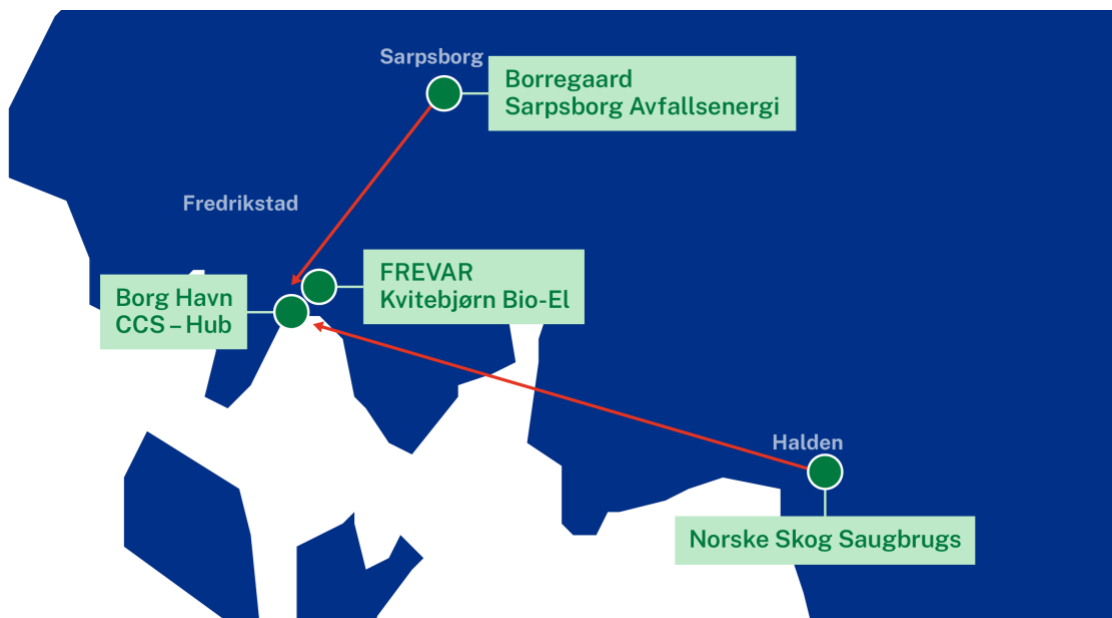 Sarpsborg
Borregaard
Sarpsborg Avfallsenergi
Fredrikstad
FREVAR
Kvitebjørn Bio-El
Borg Havn
CCS – Hub
Halden
Norske Skog Saugbrugs